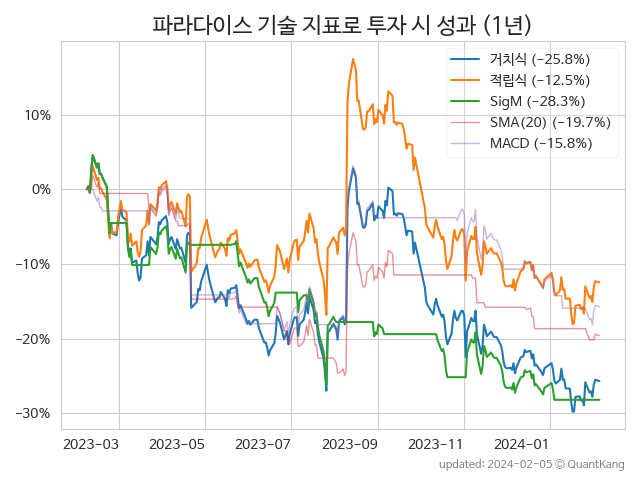 파라다이스 기술 지표로 투자 시 성과 (1년)
거치식 (−25.8%)
적립식 (−12.5%)
SigM (−28.3%)
SMA(20) (−19.7%)
MACD (−15.8%)
10%
0%
−10%
−20%
−30%
2023−03 2023−05 2023−07 2023−09 2023−11 2024−01
updated: 2024-02-05 © QuantKang